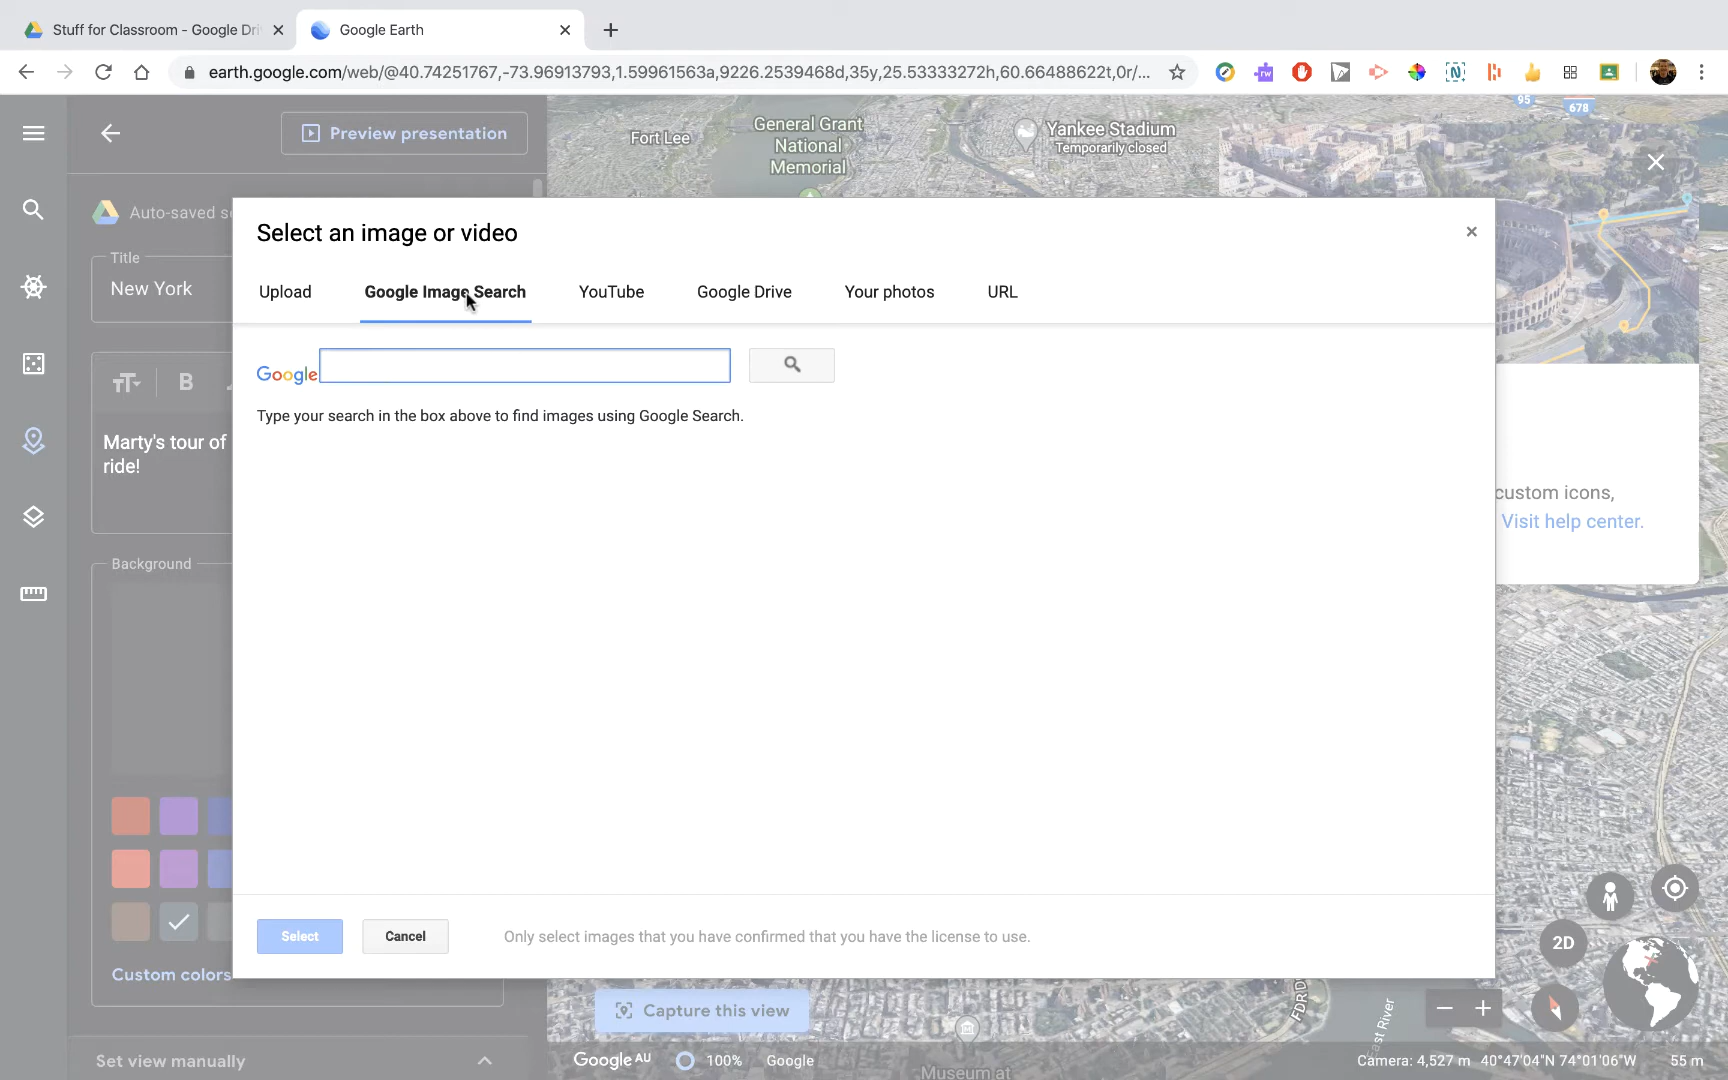 Stuff for Classroom - Google Dri
Google Earth
earth.google.com/web/@40.74251767,-73.96913793,1.59961563a,9226.2539468d,35y,25.53333272h,60.66488622t,0r/...
Preview presentation
Auto-saved se
Title
New York
B
Marty's tour of
ride!
Background
Custom colors
Set view manually
Fort Lee
General Grant
National
Memorial
Yankee Stadium
Temporarily closed
95
678
Select an image or video
Upload
Google Image Search
YouTube
Google Drive
Your photos
URL
Google
Type your search in the box above to find images using Google Search.
Select
Cancel
Only select images that you have confirmed that you have the license to use.
custom icons,
Visit help center.
2D
Capture this view
FDR D
st River
Google AU
100%
Google
Museum at
Camera: 4,527 m 40°47'04"N 74°01'06"W
55 m